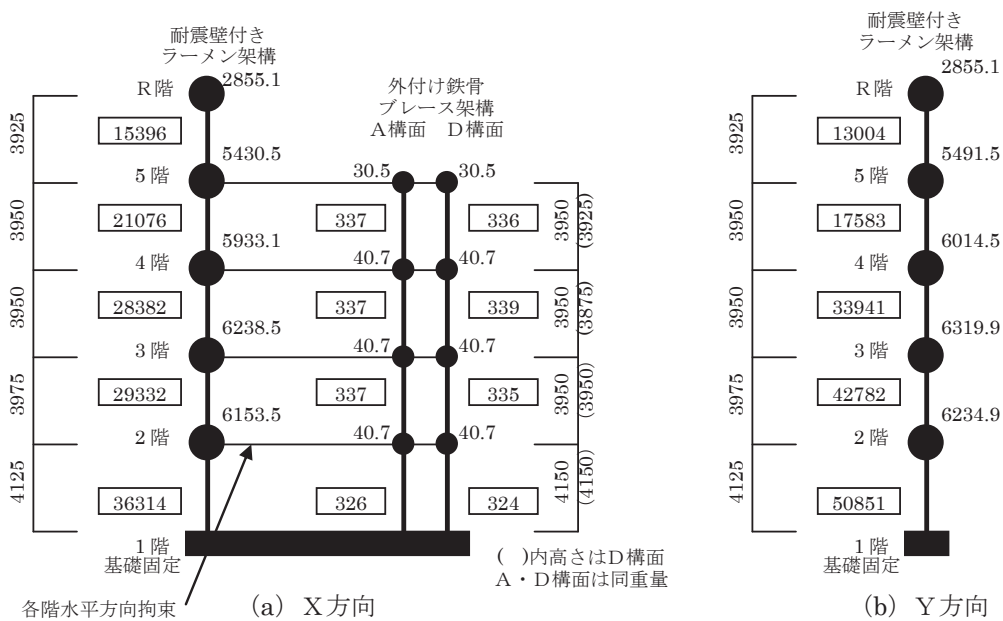 耐震壁付き
ラーメン架構
R階
2855.1
3925
15396
5430.5
5階
3950
21076
5933.1
4階
3950
28382
6238.5
3階
3975
29332
6153.5
2階
4125
36314
1階
基礎固定
各階水平方向拘束
外付け鉄骨
ブレース架構
A構面 D構面
30.5 30.5
337 336
3950
(3925)
40.7 40.7
337 339
3950
(3875)
40.7 40.7
337 335
3950
(3950)
40.7 40.7
326 324
4150
(4150)
( )内高さはD構面
A・D構面は同重量
(a) X方向
耐震壁付き
ラーメン架構
2855.1
R階
3925
13004
5491.5
5階
3950
17583
6014.5
4階
3950
33941
6319.9
3階
3975
42782
6234.9
2階
4125
50851
1階
基礎固定
(b) Y方向